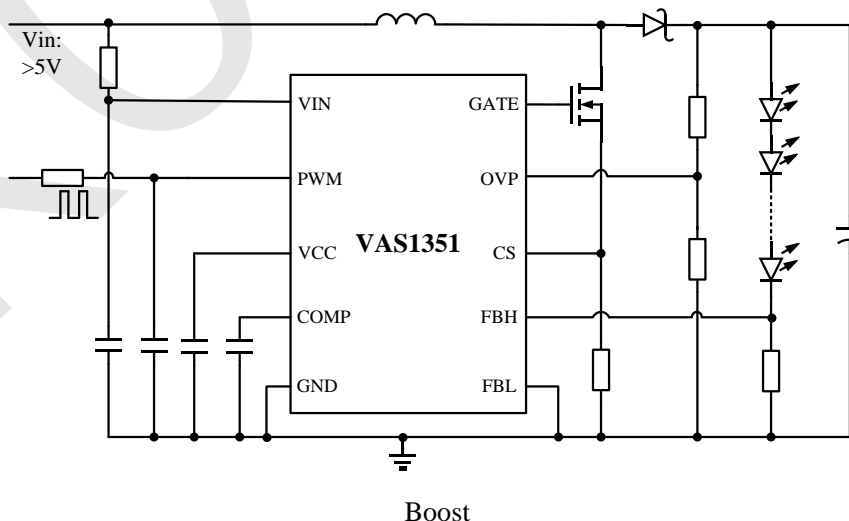 Vin:
>5V
VIN
GATE
PWM
OVP
VAS1351
VCC
CS
COMP
FBH
GND
FBL
Boost